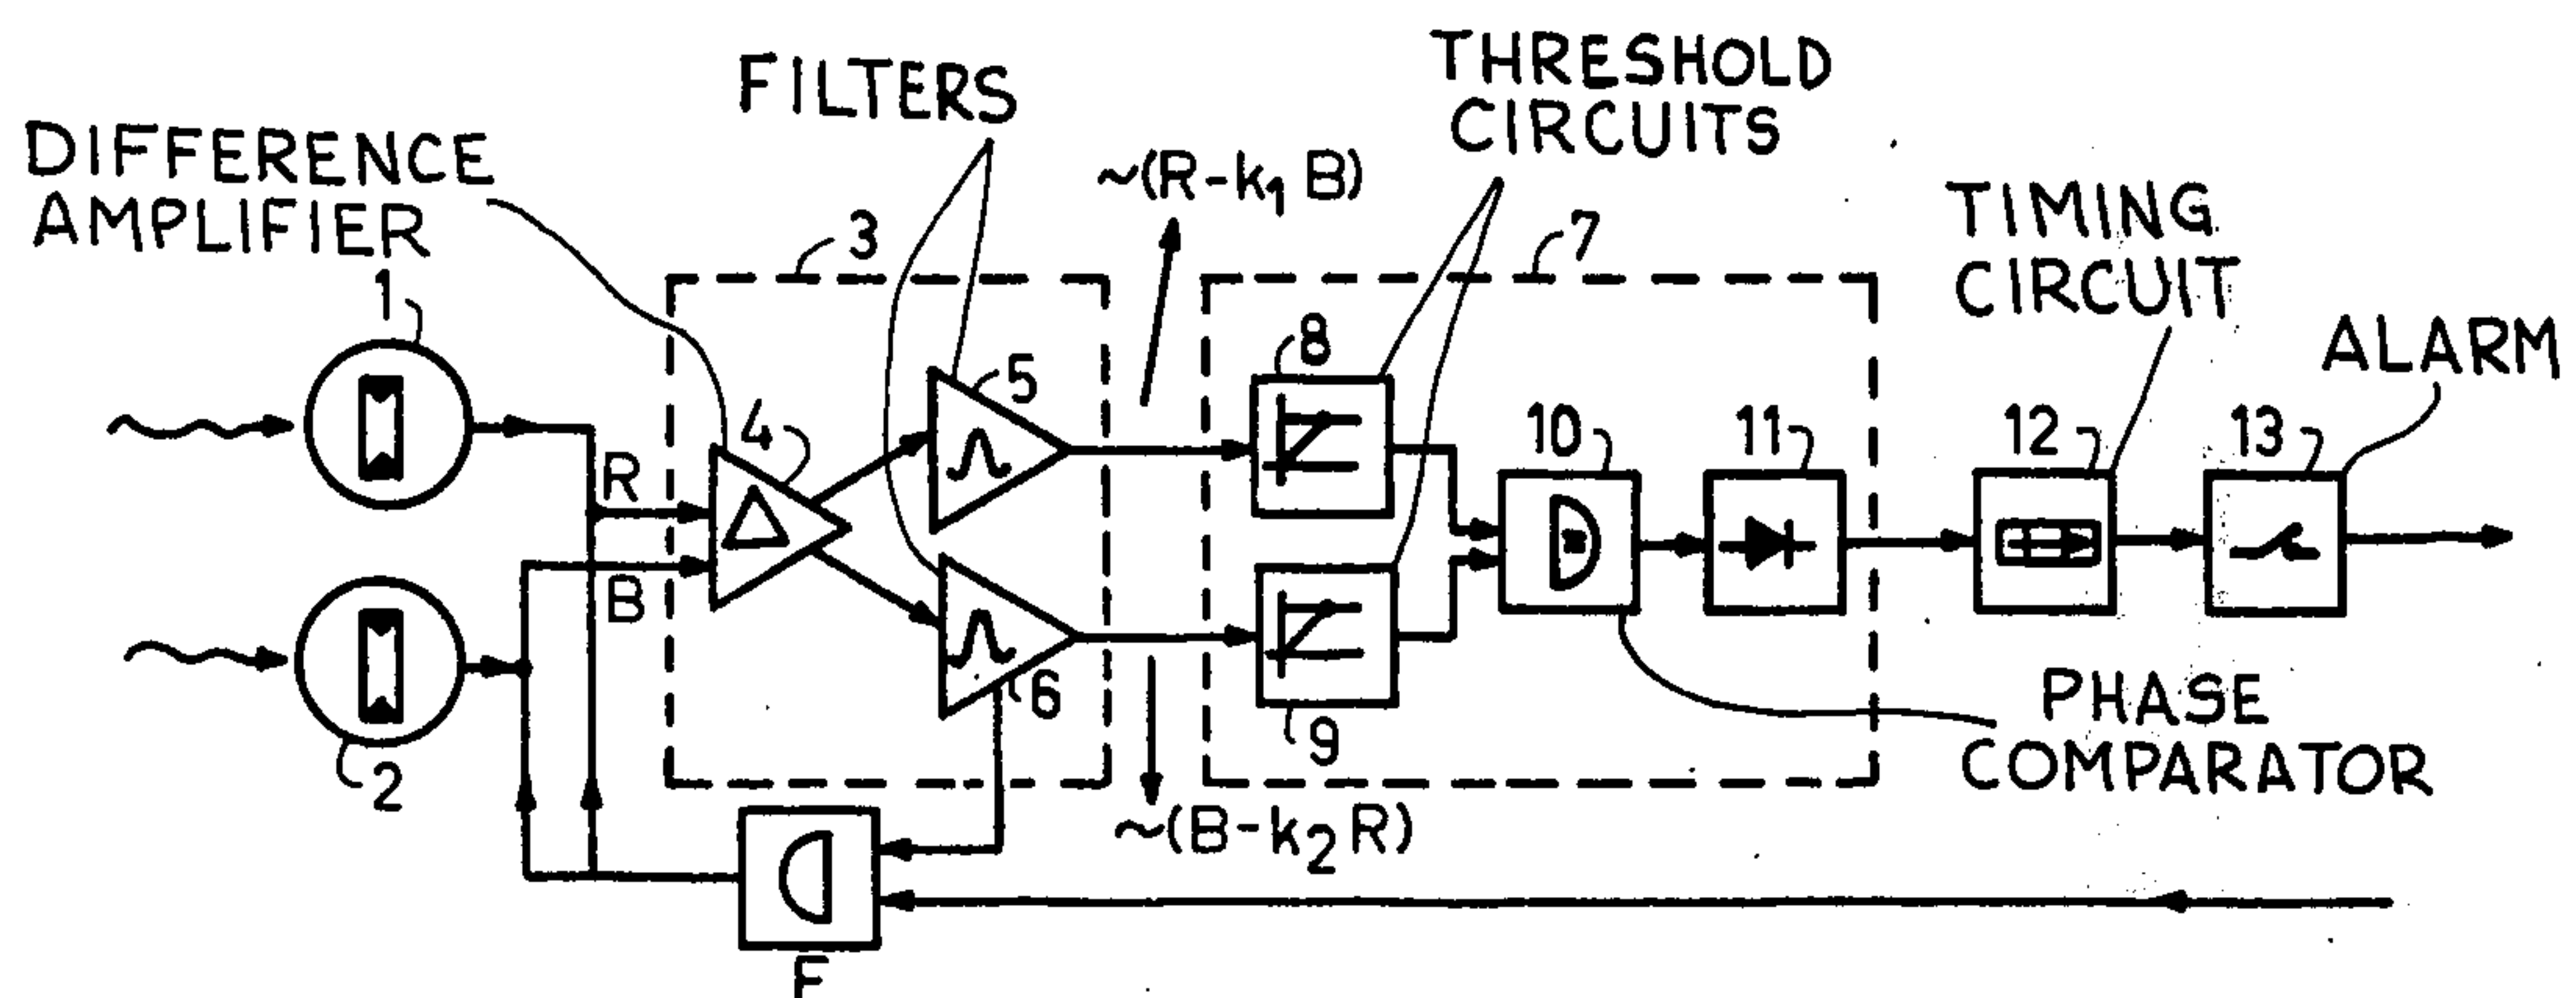 FILTERS
THRESHOLD
CIRCUITS
DIFFERENCE
AMPLIFIER
~(R-k₁ B)
TIMING
CIRCUIT
ALARM
3
7
1
8
5
4
10
11
12
13
R
B
6
9
2
PHASE
COMPARATOR
~(B-k₂ R)